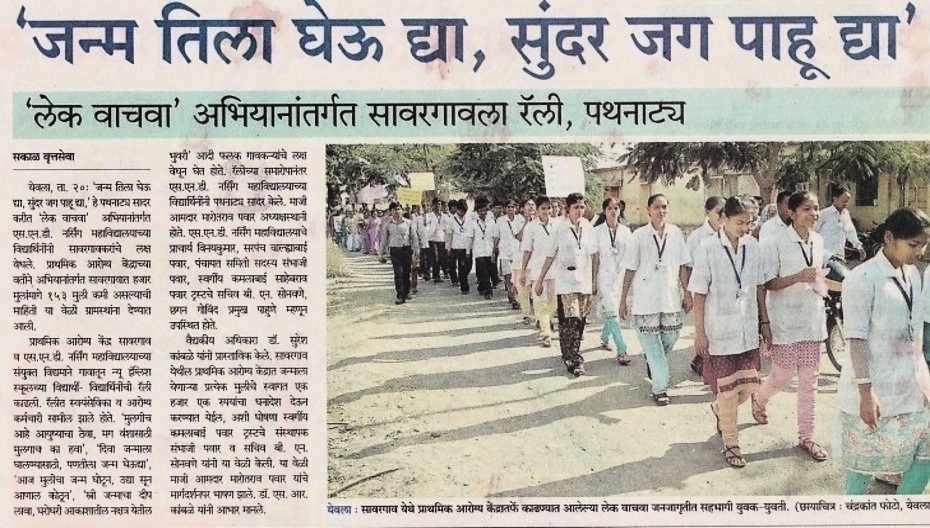 ‘जन्म तिला घेऊ द्या, सुंदर जग पाहू द्या’
‘लेक वाचवा’ अभियानांतर्गत सावरगावला रॅली, पथनाट्य
सकाळ वृत्तसेवा
येवला, ता. २०: ‘जन्म तिला घेऊ
द्या, सुंदर जग पाहू द्या,’ हे पथनाट्य सादर
करीत ‘लेक वाचवा’ अभियानांतर्गत
एस.एन.डी. नर्सिंग महाविद्यालयाच्या
विद्यार्थिनींनी सावरगावकरांचे लक्ष
वेधले. प्राथमिक आरोग्य केंद्राच्या
वतीने अभियानांतर्गत सावरगावात हजार
मुलांमागे १५३ मुली कमी असल्याची
माहिती या वेळी ग्रामस्थांना देण्यात
आली.
प्राथमिक आरोग्य केंद्र सावरगाव
व एस.एन.डी. नर्सिंग महाविद्यालयाच्या
संयुक्त विद्यमाने गावातून न्यू इंग्लिश
स्कूलच्या विद्यार्थी- विद्यार्थिनींची रॅली
काढली. रॅलीत स्वयंसेविका व आरोग्य
कर्मचारी सामील झाले होते. ‘मुलगीच
आहे आयुष्याचा ठेवा, मग वंशासाठी
मुलगाच का हवा’, ‘दिवा जन्माला
घालण्यासाठी, पणतीला जन्म घेऊद्या’,
‘आज मुलीचा जन्म घोटून, उद्या सून
आणाल कोठून’, ‘स्त्री जन्माचा दीप
लावा, घरोघरी आकाशातील नक्षत्र येतील
भुवरी’ आदी फलक गावकऱ्यांचे लक्ष
वेधून घेत होते. रॅलीच्या समारोपानंतर
एस.एन.डी. नर्सिंग महाविद्यालयाच्या
विद्यार्थिनींनी पथनाट्य सादर केले. माजी
आमदार मारोतराव पवार अध्यक्षस्थानी
होते. एस.एन.डी. नर्सिंग महाविद्यालयाचे
प्राचार्य विनयकुमार, सरपंच वाल्हाबाई
पवार, पंचायत समिती सदस्य संभाजी
पवार, स्वर्गीय कमलाबाई साहेबराव
पवार ट्रस्टचे सचिव बी. एन. सोनवणे,
छगन गोविंद प्रमुख पाहुणे म्हणून
उपस्थित होते.
वैद्यकीय अधिकारी डॉ. सुरेश
कांबळे यांनी प्रास्ताविक केले. सावरगाव
येथील प्राथमिक आरोग्य केंद्रात जन्माला
येणाऱ्या प्रत्येक मुलीचे स्वागत एक
हजार एक रुपयांचा धनादेश देऊन
करण्यात येईल, अशी घोषणा स्वर्गीय
कमलाबाई पवार ट्रस्टचे संस्थापक
संभाजी पवार व सचिव बी. एन.
सोनवणे यांनी या वेळी केली. या वेळी
माजी आमदार मारोतराव पवार यांचे
मार्गदर्शनपर भाषण झाले. डॉ. एस. आर.
कांबळे यांनी आभार मानले.
येवला : सावरगाव येथे प्राथमिक आरोग्य केंद्रातर्फे काढण्यात आलेल्या लेक वाचवा जनजागृतीत सहभागी युवक-युवती. (छायाचित्र : चंद्रकांत फोटो, येवला